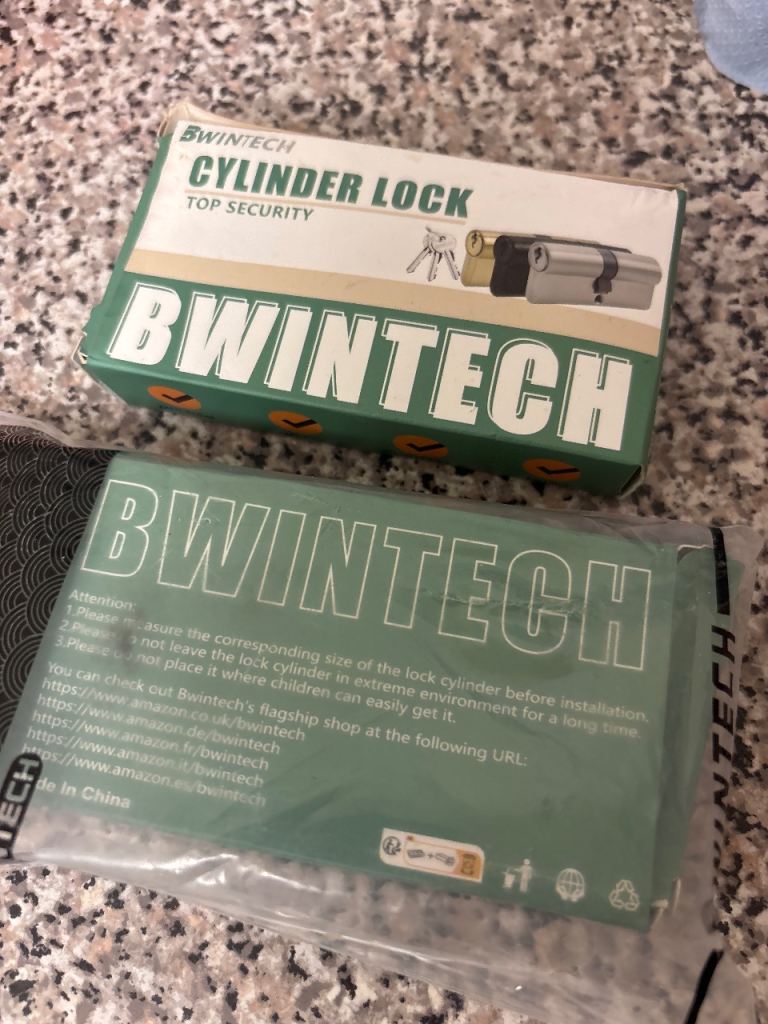 BWINTECH
CYLINDER LOCK
TOP SECURITY
BWINTECH
BWINTECH
Attention:
1.Please measure the corresponding size of the lock cylinder before installation.
2.Please do not leave the lock cylinder in extreme environment for a long time.
3.Please do not place it where children can easily get it.
You can check out Bwintech's flagship shop at the following URL:
https://www.amazon.co.uk/bwintech
https://www.amazon.de/bwintech
https://www.amazon.fr/bwintech
https://www.amazon.it/bwintech
https://www.amazon.es/bwintech
de In China
NTECH
WINTECH